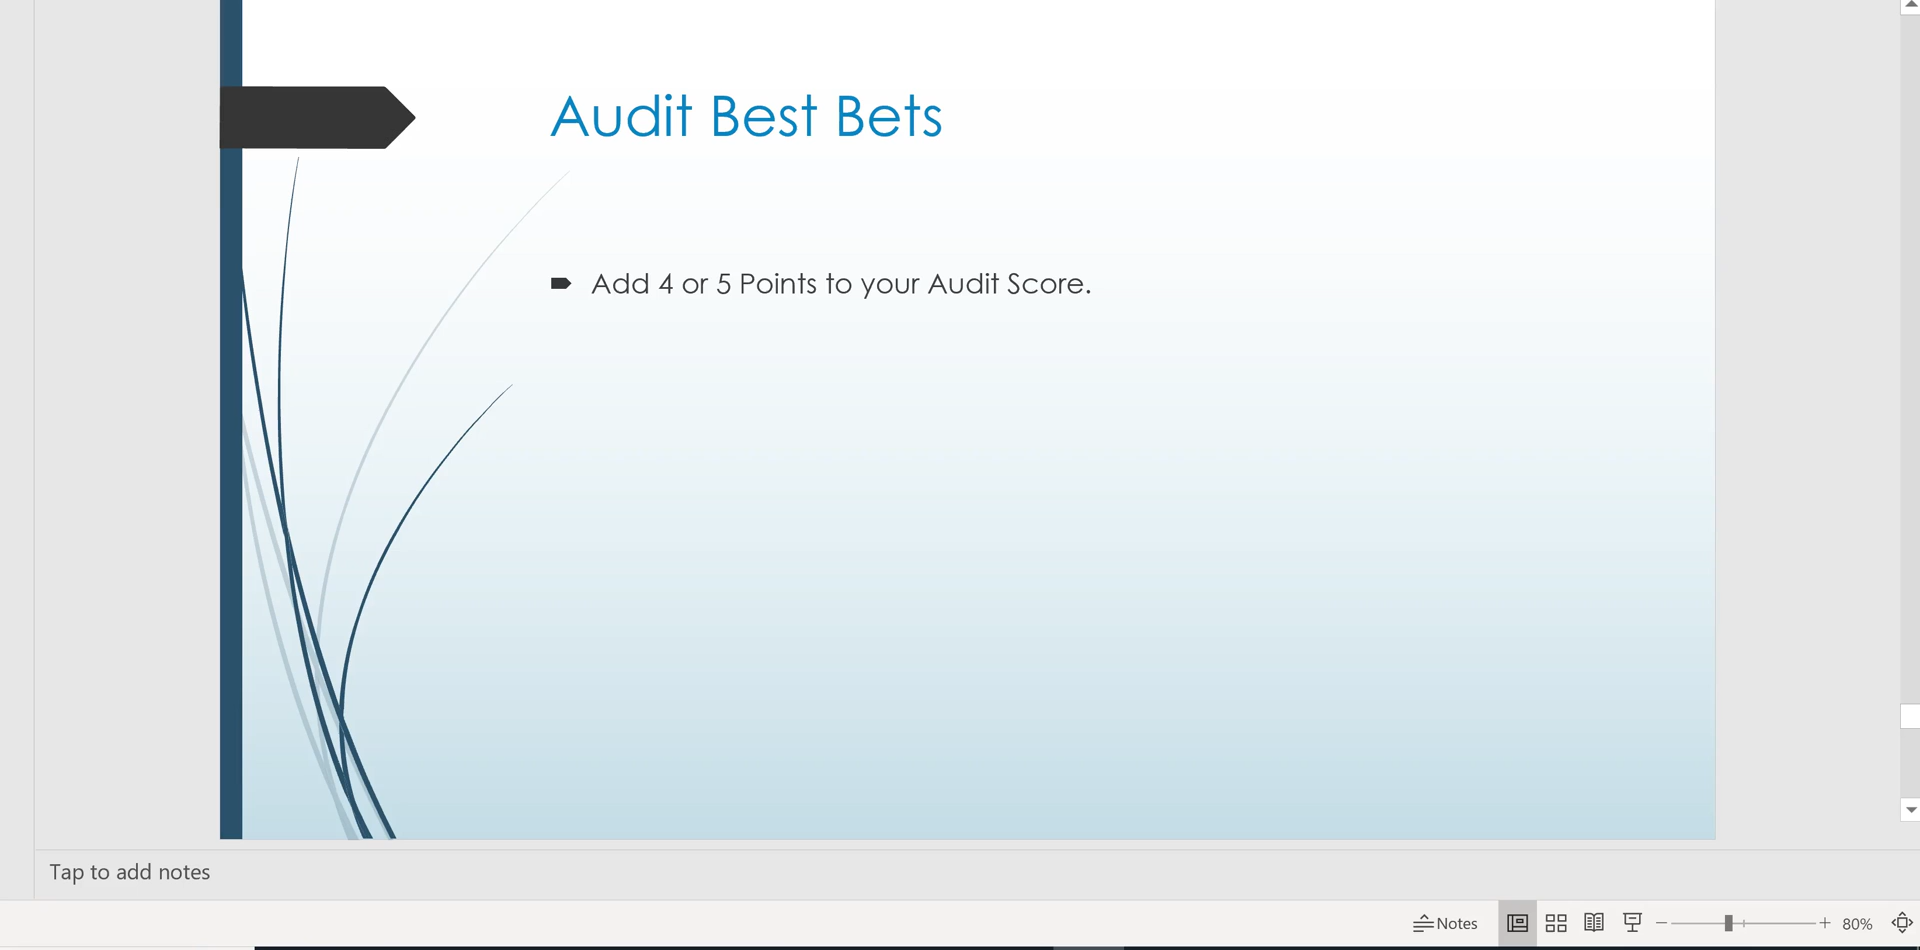 Audit Best Bets
Add 4 or 5 Points to your Audit Score.
Tap to add notes
Notes
80%